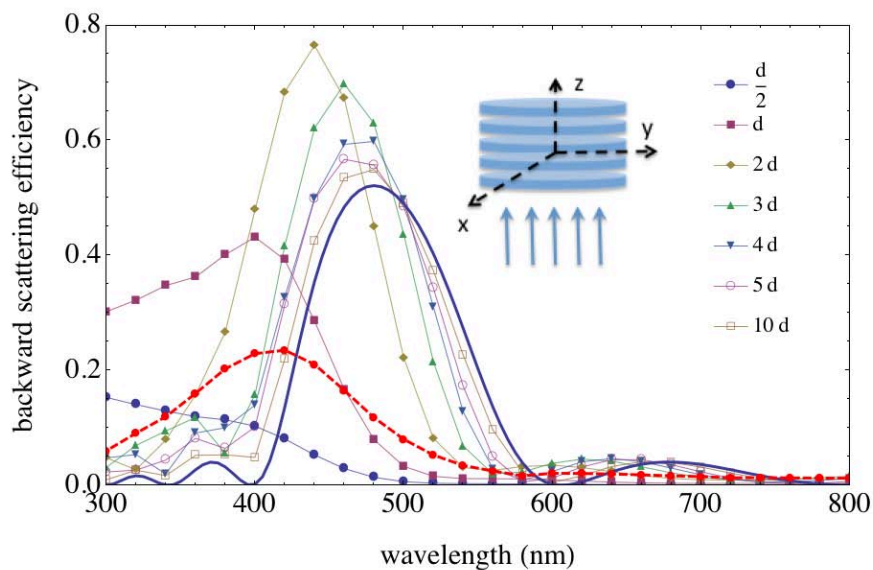 0.8
0.6
0.4
0.2
0.0
300
400
500
600
700
800
backward scattering efficiency
wavelength (nm)
z
y
x
d
2
d
2 d
3 d
4 d
5 d
10 d